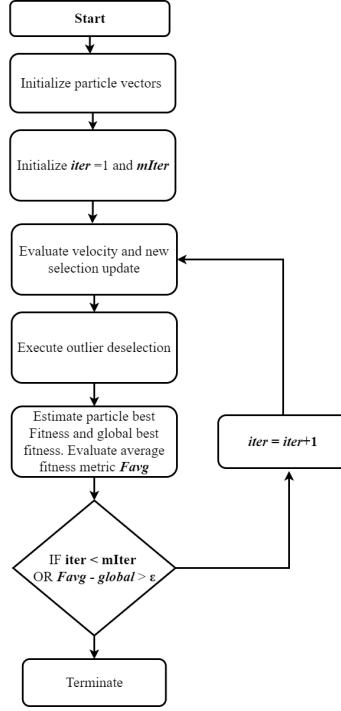 Start
Initialize particle vectors
Initialize iter =1 and mIter
Evaluate velocity and new
selection update
Execute outlier deselection
Estimate particle best
Fitness and global best
fitness. Evaluate average
fitness metric Favg
iter = iter+1
IF iter < mIter
OR Favg - global > ε
Terminate